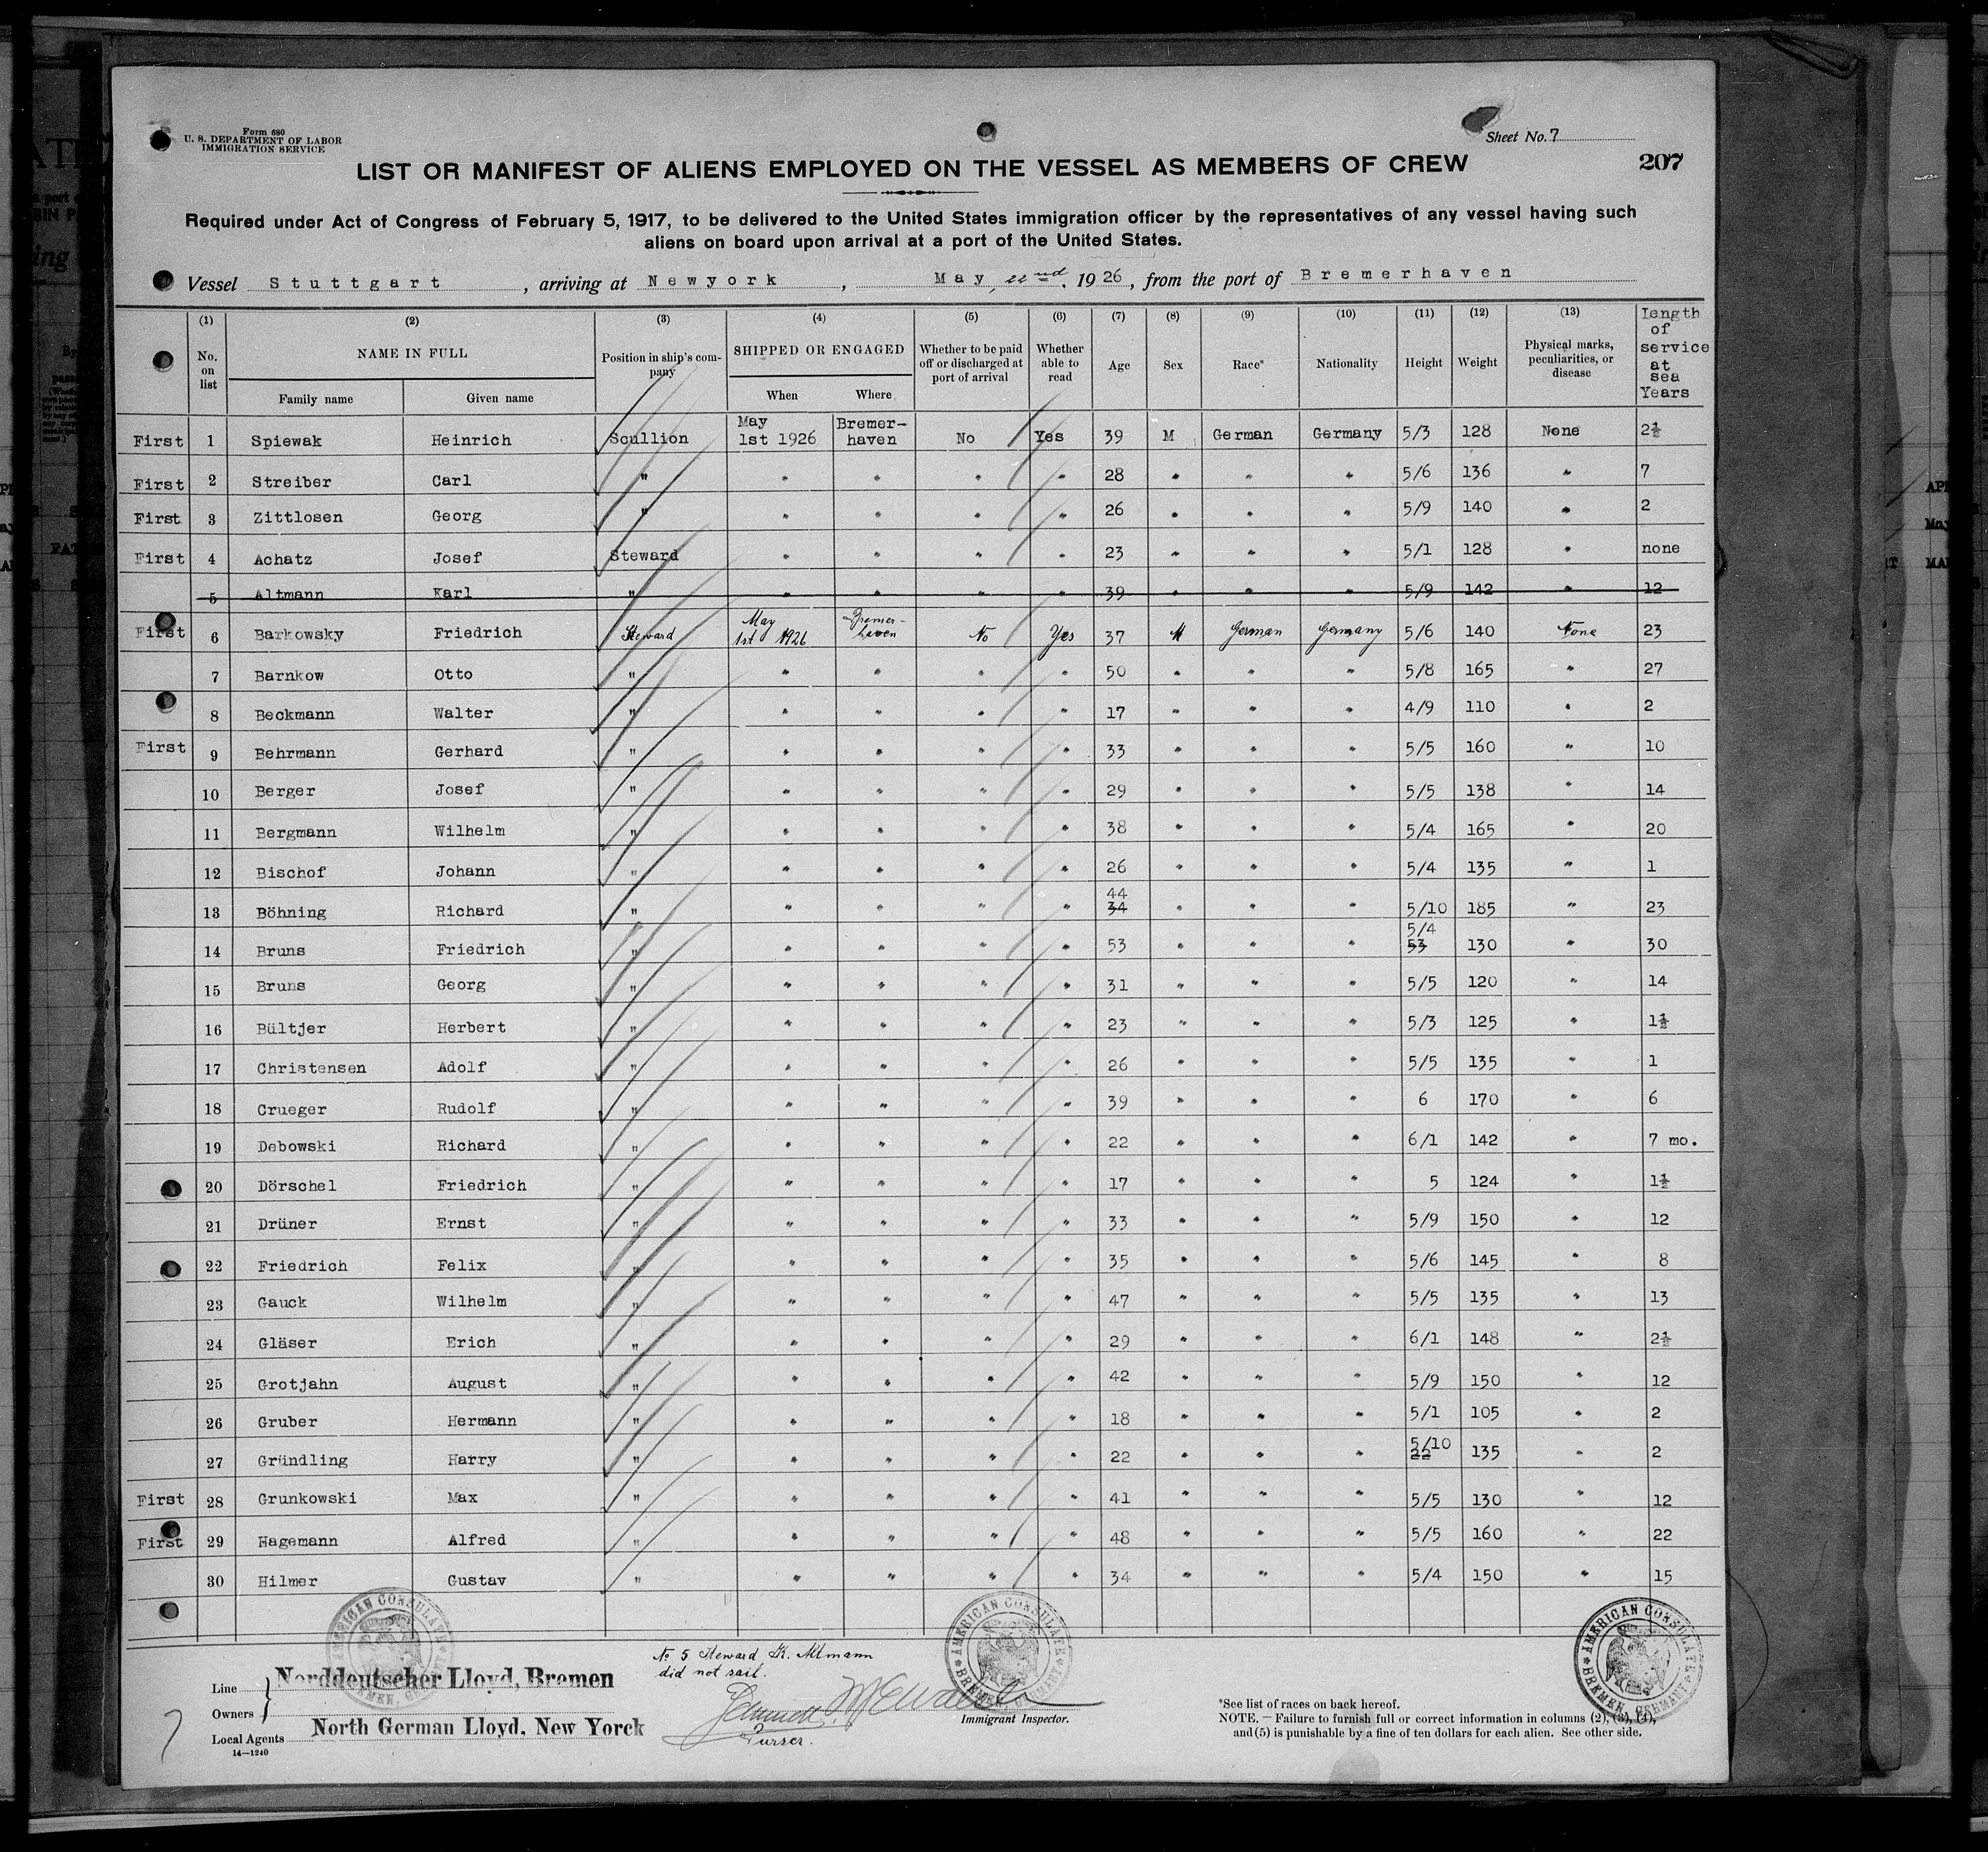 Form 680
U. S. DEPARTMENT OF LABOR
IMMIGRATION SERVICE
Sheet No. 7
207
LIST OR MANIFEST OF ALIENS EMPLOYED ON THE VESSEL AS MEMBERS OF CREW
Required under Act of Congress of February 5, 1917, to be delivered to the United States immigration officer by the representatives of any vessel having such
aliens on board upon arrival at a port of the United States.
Vessel Stuttgart, arriving at Newyork, May, 22nd. 1926, from the port of Bremerhaven
(1) No. on list (2) NAME IN FULL Family name Given name (3) Position in ship's company (4) SHIPPED OR ENGAGED When Where (5) Whether to be paid off or discharged at port of arrival (6) Whether able to read (7) Age (8) Sex (9) Race* (10) Nationality (11) Height (12) Weight (13) Physical marks, peculiarities, or disease length of service at sea Years
First 1 Spiewak Heinrich Scullion May 1st 1926 Bremer-haven No Yes 39 M German Germany 5/3 128 None 2½
First 2 Streiber Carl " " " " " 28 " " " 5/6 136 " 7
First 3 Zittlosen Georg " " " " " 26 " " " 5/9 140 " 2
First 4 Achatz Josef Steward " " " " 23 " " " 5/1 128 " none
5 Altmann Karl " " " " " 39 " " " 5/9 142 " 12
First 6 Barkowsky Friedrich Steward May 1st 1926 Bremer-haven No Yes 37 M German Germany 5/6 140 None 23
7 Barnkow Otto " " " " " 50 " " " 5/8 165 " 27
8 Beckmann Walter " " " " " 17 " " " 4/9 110 " 2
First 9 Behrmann Gerhard " " " " " 33 " " " 5/5 160 " 10
10 Berger Josef " " " " " 29 " " " 5/5 138 " 14
11 Bergmann Wilhelm " " " " " 38 " " " 5/4 165 " 20
12 Bischof Johann " " " " " 26 " " " 5/4 135 " 1
13 Böhning Richard " " " " " 44 34 " " " 5/10 185 " 23
14 Bruns Friedrich " " " " " 53 " " " 5/4 53 130 " 30
15 Bruns Georg " " " " " 31 " " " 5/5 120 " 14
16 Bültjer Herbert " " " " " 23 " " " 5/3 125 " 1½
17 Christensen Adolf " " " " " 26 " " " 5/5 135 " 1
18 Crueger Rudolf " " " " " 39 " " " 6 170 " 6
19 Debowski Richard " " " " " 22 " " " 6/1 142 " 7 mo.
20 Dörschel Friedrich " " " " " 17 " " " 5 124 " 1½
21 Drüner Ernst " " " " " 33 " " " 5/9 150 " 12
22 Friedrich Felix " " " " " 35 " " " 5/6 145 " 8
23 Gauck Wilhelm " " " " " 47 " " " 5/5 135 " 13
24 Gläser Erich " " " " " 29 " " " 6/1 148 " 2½
25 Grotjahn August " " " " " 42 " " " 5/9 150 " 12
26 Gruber Hermann " " " " " 18 " " " 5/1 105 " 2
27 Gründling Harry " " " " " 22 " " " 5/10 22 135 " 2
First 28 Grunkowski Max " " " " " 41 " " " 5/5 130 " 12
First 29 Hagemann Alfred " " " " " 48 " " " 5/5 160 " 22
30 Hilmer Gustav " " " " " 34 " " " 5/4 150 " 15
AMERICAN CONSULATE BREMEN, GERMANY
AMERICAN CONSULATE BREMEN, GERMANY
AMERICAN CONSULATE BREMEN, GERMANY
No 5 Steward K. Altmann
did not sail.
Line
Norddeutscher Lloyd, Bremen
Owners
Local Agents North German Lloyd, New Yorck
14—1240
Purser.
Immigrant Inspector.
*See list of races on back hereof.
NOTE.—Failure to furnish full or correct information in columns (2), (3), (4),
and (5) is punishable by a fine of ten dollars for each alien. See other side.